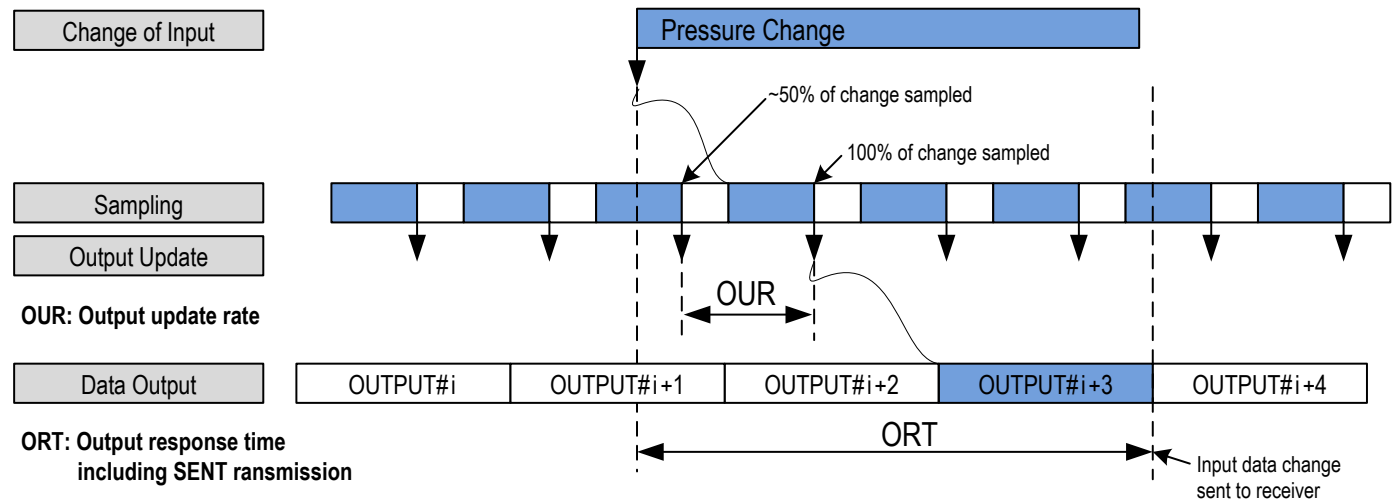 Change of Input
Pressure Change
~50% of change sampled
100% of change sampled
Sampling
Output Update
OUR: Output update rate
OUR
Data Output
OUTPUT#i
OUTPUT#i+1
OUTPUT#i+2
OUTPUT#i+3
OUTPUT#i+4
ORT: Output response time
including SENT ransmission
ORT
Input data change
sent to receiver